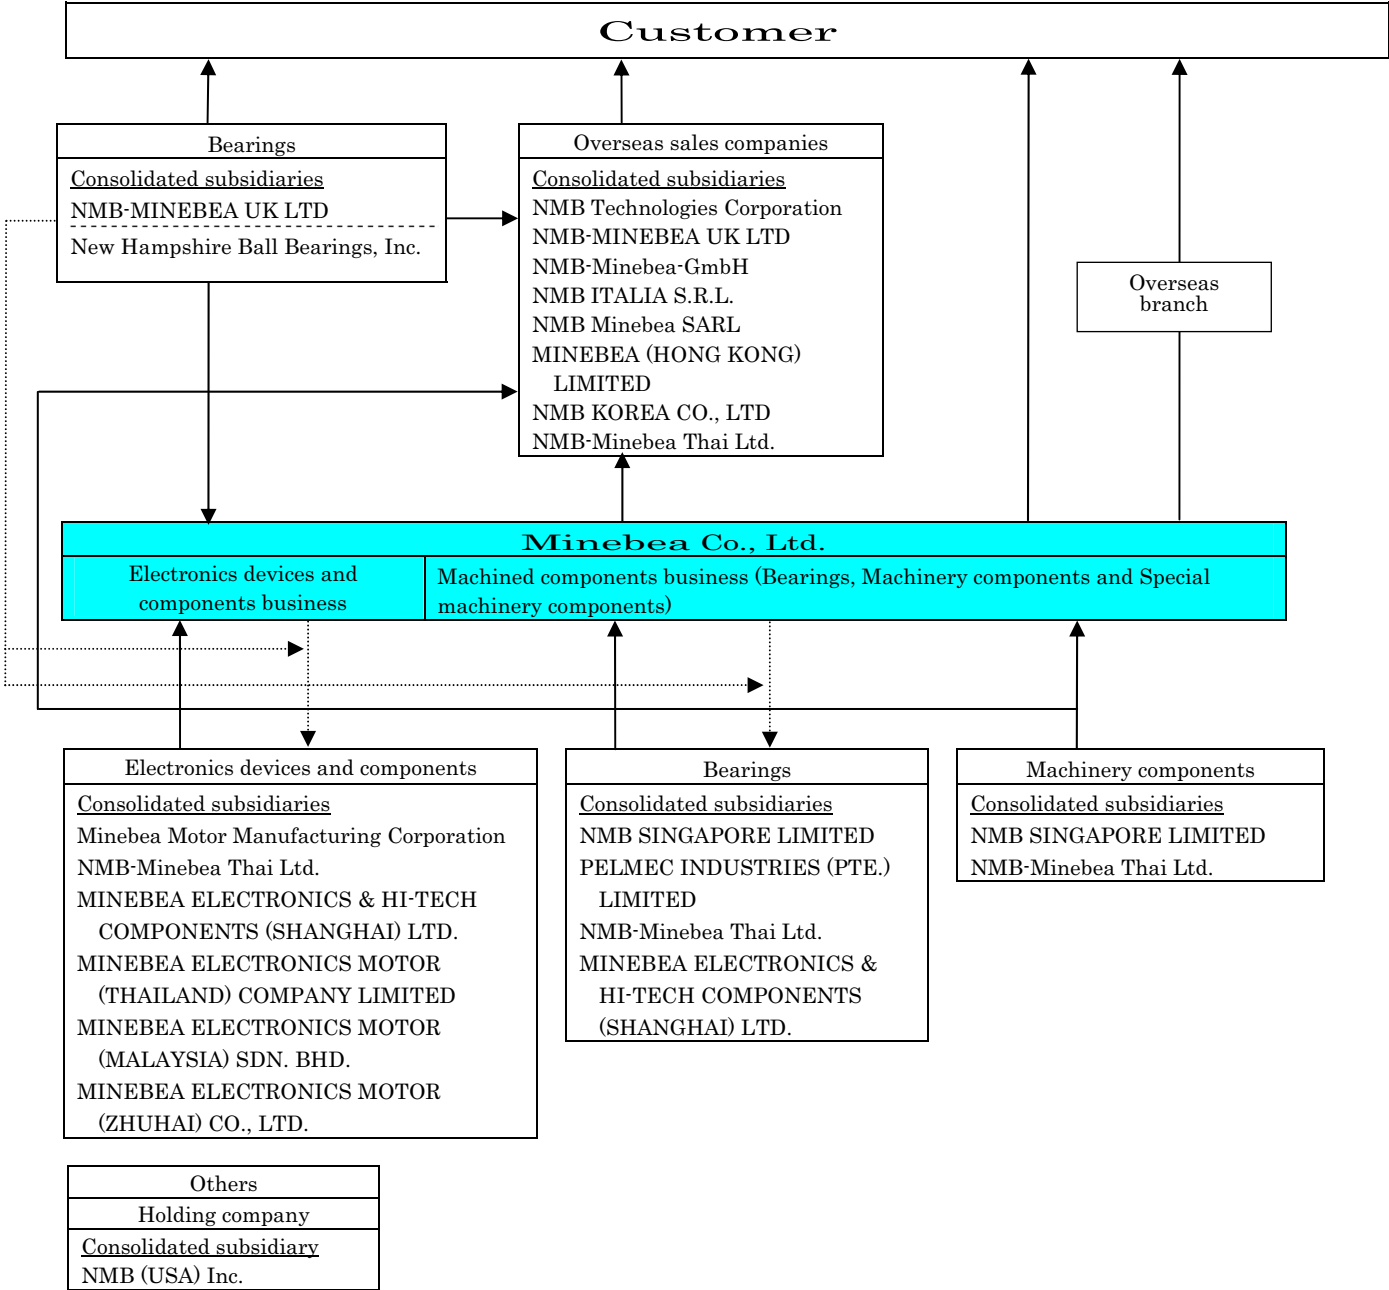 Customer
Bearings
Consolidated subsidiaries
NMB-MINEBEA UK LTD
New Hampshire Ball Bearings, Inc.
Overseas sales companies
Consolidated subsidiaries
NMB Technologies Corporation
NMB-MINEBEA UK LTD
NMB-Minebea-GmbH
NMB ITALIA S.R.L.
NMB Minebea SARL
MINEBEA (HONG KONG)
LIMITED
NMB KOREA CO., LTD
NMB-Minebea Thai Ltd.
Overseas
branch
Minebea Co., Ltd.
Electronics devices and
components business
Machined components business (Bearings, Machinery components and Special
machinery components)
Electronics devices and components
Consolidated subsidiaries
Minebea Motor Manufacturing Corporation
NMB-Minebea Thai Ltd.
MINEBEA ELECTRONICS & HI-TECH
COMPONENTS (SHANGHAI) LTD.
MINEBEA ELECTRONICS MOTOR
(THAILAND) COMPANY LIMITED
MINEBEA ELECTRONICS MOTOR
(MALAYSIA) SDN. BHD.
MINEBEA ELECTRONICS MOTOR
(ZHUHAI) CO., LTD.
Bearings
Consolidated subsidiaries
NMB SINGAPORE LIMITED
PELMEC INDUSTRIES (PTE.)
LIMITED
NMB-Minebea Thai Ltd.
MINEBEA ELECTRONICS &
HI-TECH COMPONENTS
(SHANGHAI) LTD.
Machinery components
Consolidated subsidiaries
NMB SINGAPORE LIMITED
NMB-Minebea Thai Ltd.
Others
Holding company
Consolidated subsidiary
NMB (USA) Inc.